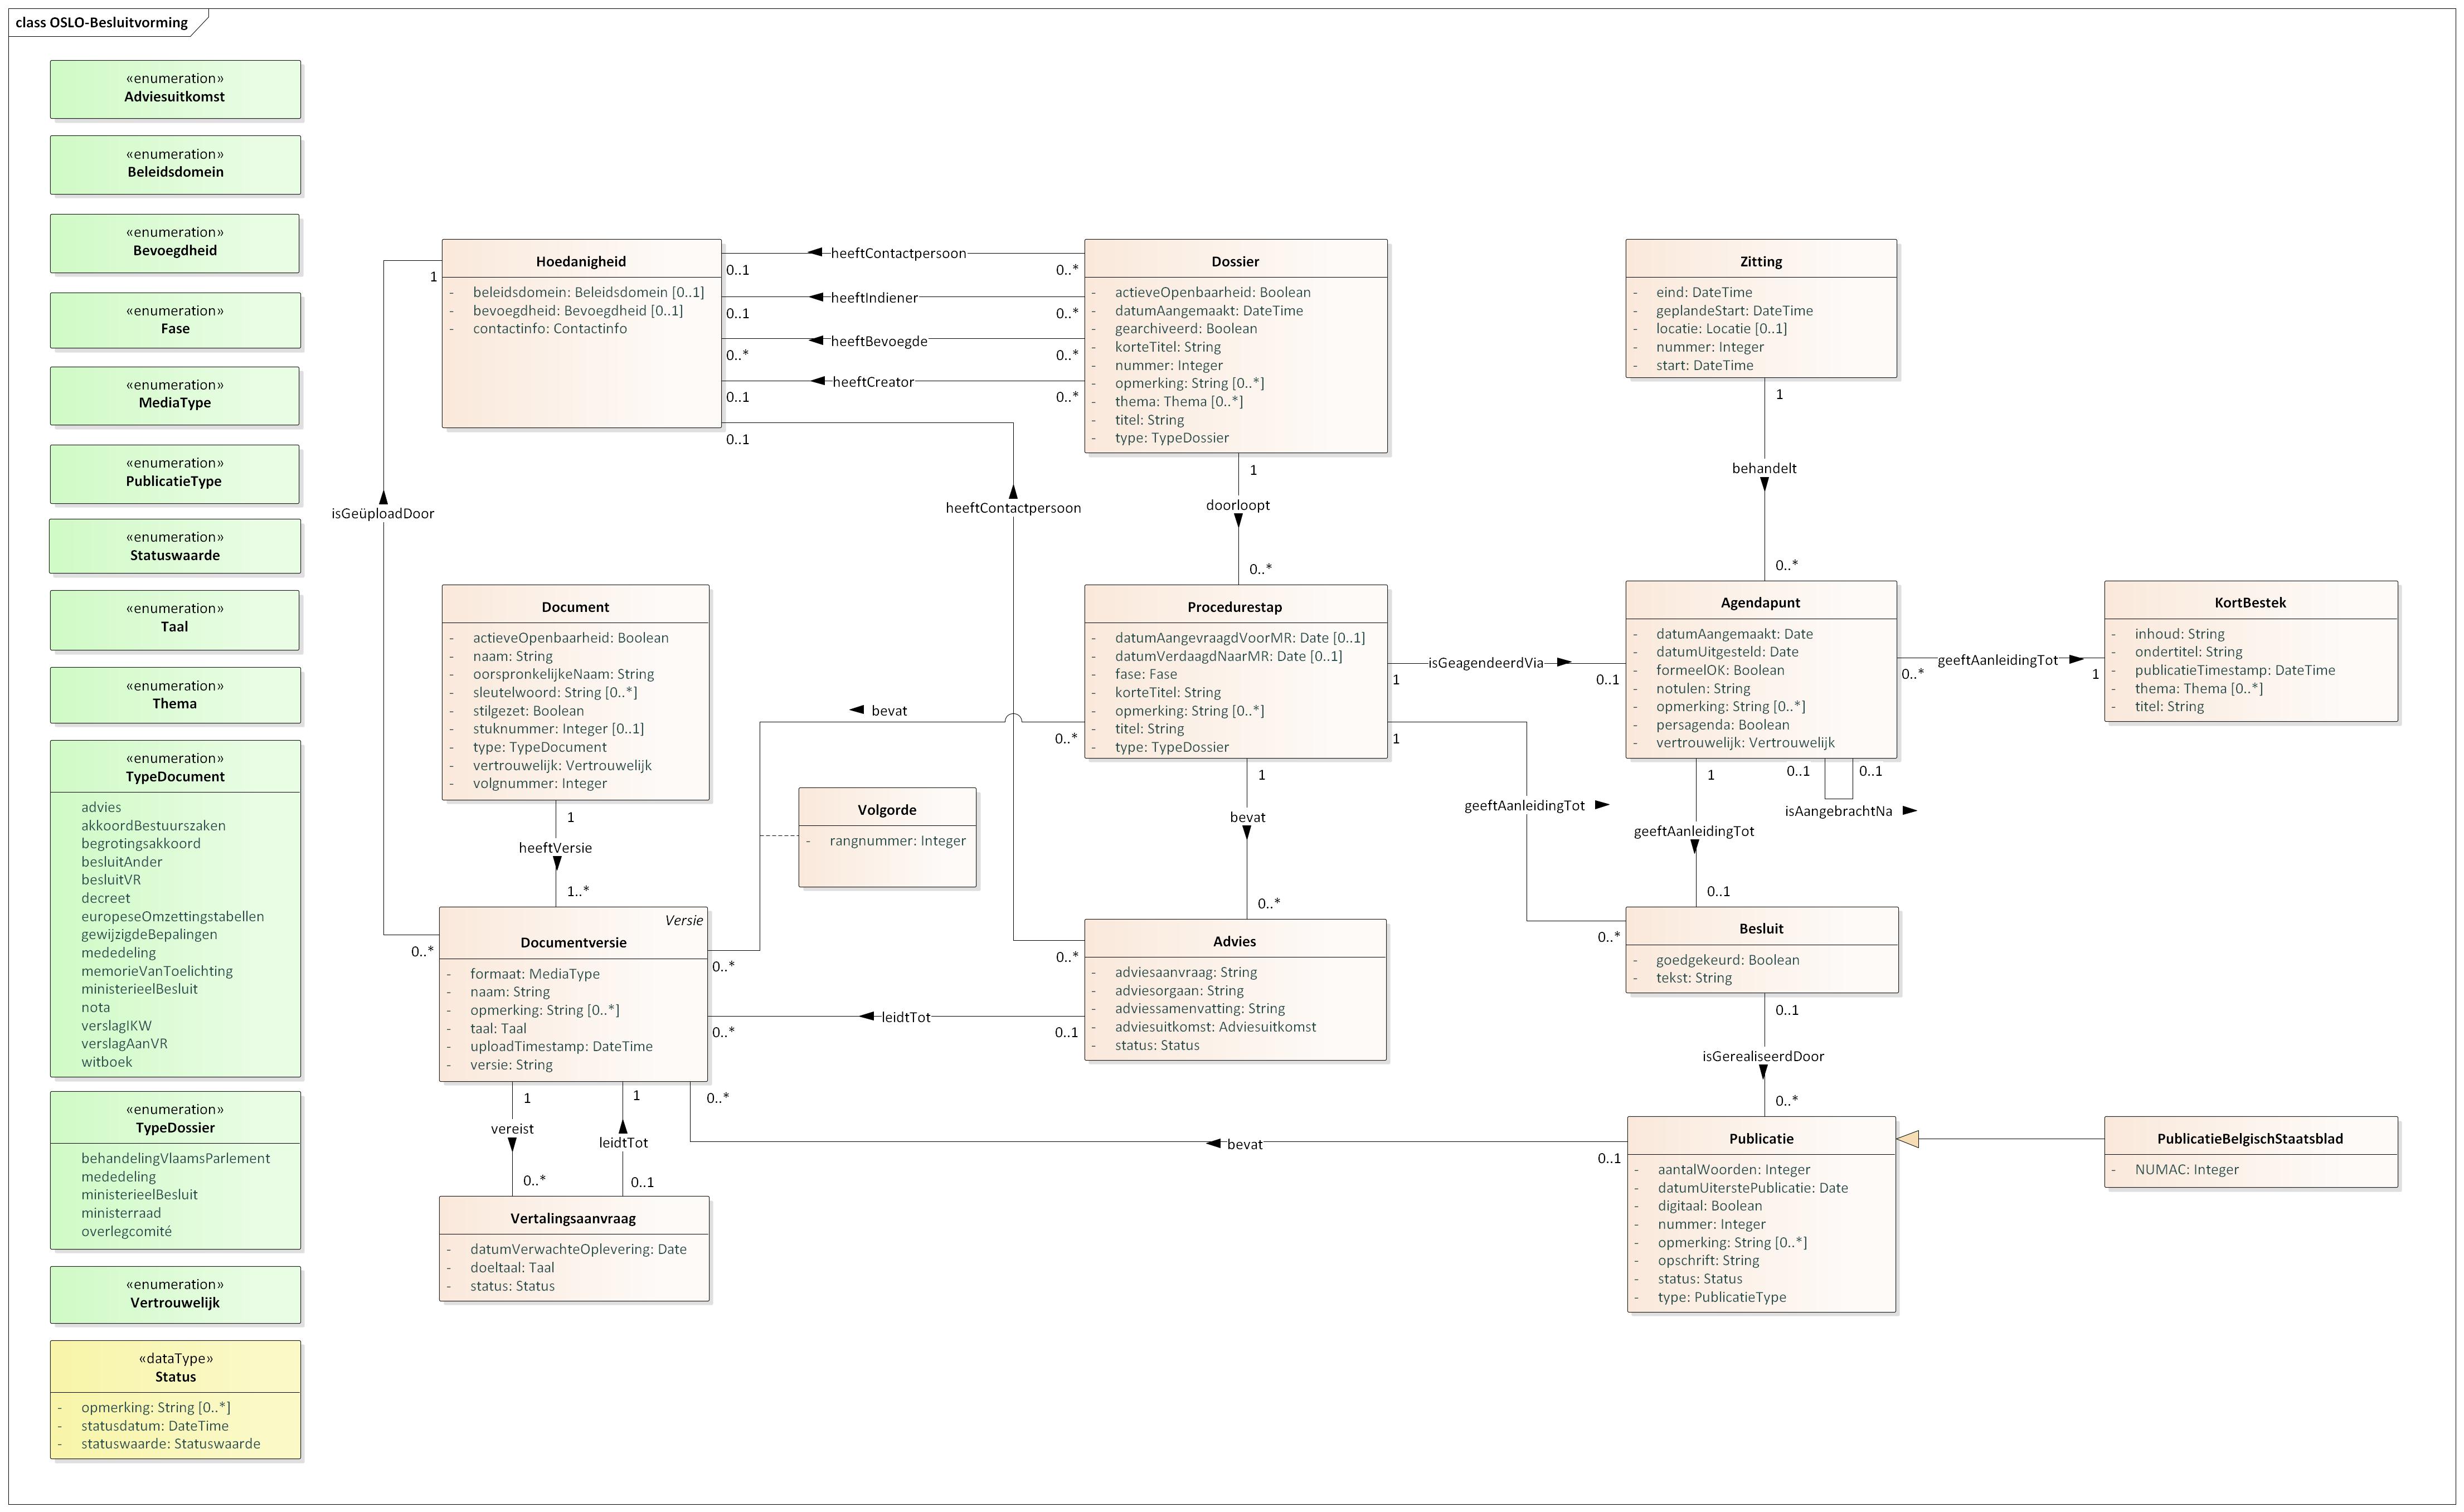 class OSLO-Besluitvorming
«enumeration»
Adviesuitkomst
«enumeration»
Beleidsdomein
«enumeration»
Bevoegdheid
«enumeration»
Fase
«enumeration»
MediaType
«enumeration»
PublicatieType
«enumeration»
Statuswaarde
«enumeration»
Taal
«enumeration»
Thema
«enumeration»
TypeDocument
advies
akkoordBestuurszaken
begrotingsakkoord
besluitAnder
besluitVR
decreet
europeseOmzettingstabellen
gewijzigdeBepalingen
mededeling
memorieVanToelichting
ministerieelBesluit
nota
verslagIKW
verslagAanVR
witboek
«enumeration»
TypeDossier
behandelingVlaamsParlement
mededeling
ministerieelBesluit
ministerraad
overlegcomité
«enumeration»
Vertrouwelijk
«dataType»
Status
- opmerking: String [0..*]
- statusdatum: DateTime
- statuswaarde: Statuswaarde
Hoedanigheid
- beleidsdomein: Beleidsdomein [0..1]
- bevoegdheid: Bevoegdheid [0..1]
- contactinfo: Contactinfo
1
isGeüploadDoor
0..*
heeftContactpersoon
0..1
0..*
heeftIndiener
0..1
0..*
heeftBevoegde
0..*
0..*
heeftCreator
0..1
0..*
0..1
heeftContactpersoon
0..*
Dossier
- actieveOpenbaarheid: Boolean
- datumAangemaakt: DateTime
- gearchiveerd: Boolean
- korteTitel: String
- nummer: Integer
- opmerking: String [0..*]
- thema: Thema [0..*]
- titel: String
- type: TypeDossier
1
doorloopt
0..*
Zitting
- eind: DateTime
- geplandeStart: DateTime
- locatie: Locatie [0..1]
- nummer: Integer
- start: DateTime
1
behandelt
0..*
Document
- actieveOpenbaarheid: Boolean
- naam: String
- oorspronkelijkeNaam: String
- sleutelwoord: String [0..*]
- stilgezet: Boolean
- stuknummer: Integer [0..1]
- type: TypeDocument
- vertrouwelijk: Vertrouwelijk
- volgnummer: Integer
1
heeftVersie
1..*
Procedurestap
- datumAangevraagdVoorMR: Date [0..1]
- datumVerdaagdNaarMR: Date [0..1]
- fase: Fase
- korteTitel: String
- opmerking: String [0..*]
- titel: String
- type: TypeDossier
bevat
0..*
0..*
isGeagendeerdVia
1
0..1
1
geeftAanleidingTot
0..*
1
bevat
0..*
Volgorde
- rangnummer: Integer
Agendapunt
- datumAangemaakt: Date
- datumUitgesteld: Date
- formeelOK: Boolean
- notulen: String
- opmerking: String [0..*]
- persagenda: Boolean
- vertrouwelijk: Vertrouwelijk
geeftAanleidingTot
0..*
1
0..1
0..1
isAangebrachtNa
1
geeftAanleidingTot
0..1
KortBestek
- inhoud: String
- ondertitel: String
- publicatieTimestamp: DateTime
- thema: Thema [0..*]
- titel: String
Versie
Documentversie
- formaat: MediaType
- naam: String
- opmerking: String [0..*]
- taal: Taal
- uploadTimestamp: DateTime
- versie: String
Advies
- adviesaanvraag: String
- adviesorgaan: String
- adviessamenvatting: String
- adviesuitkomst: Adviesuitkomst
- status: Status
leidtTot
0..*
0..1
Besluit
- goedgekeurd: Boolean
- tekst: String
0..1
isGerealiseerdDoor
0..*
1
vereist
0..*
1
leidtTot
0..1
0..*
bevat
0..1
Vertalingsaanvraag
- datumVerwachteOplevering: Date
- doeltaal: Taal
- status: Status
Publicatie
- aantalWoorden: Integer
- datumUiterstePublicatie: Date
- digitaal: Boolean
- nummer: Integer
- opmerking: String [0..*]
- opschrift: String
- status: Status
- type: PublicatieType
PublicatieBelgischStaatsblad
- NUMAC: Integer